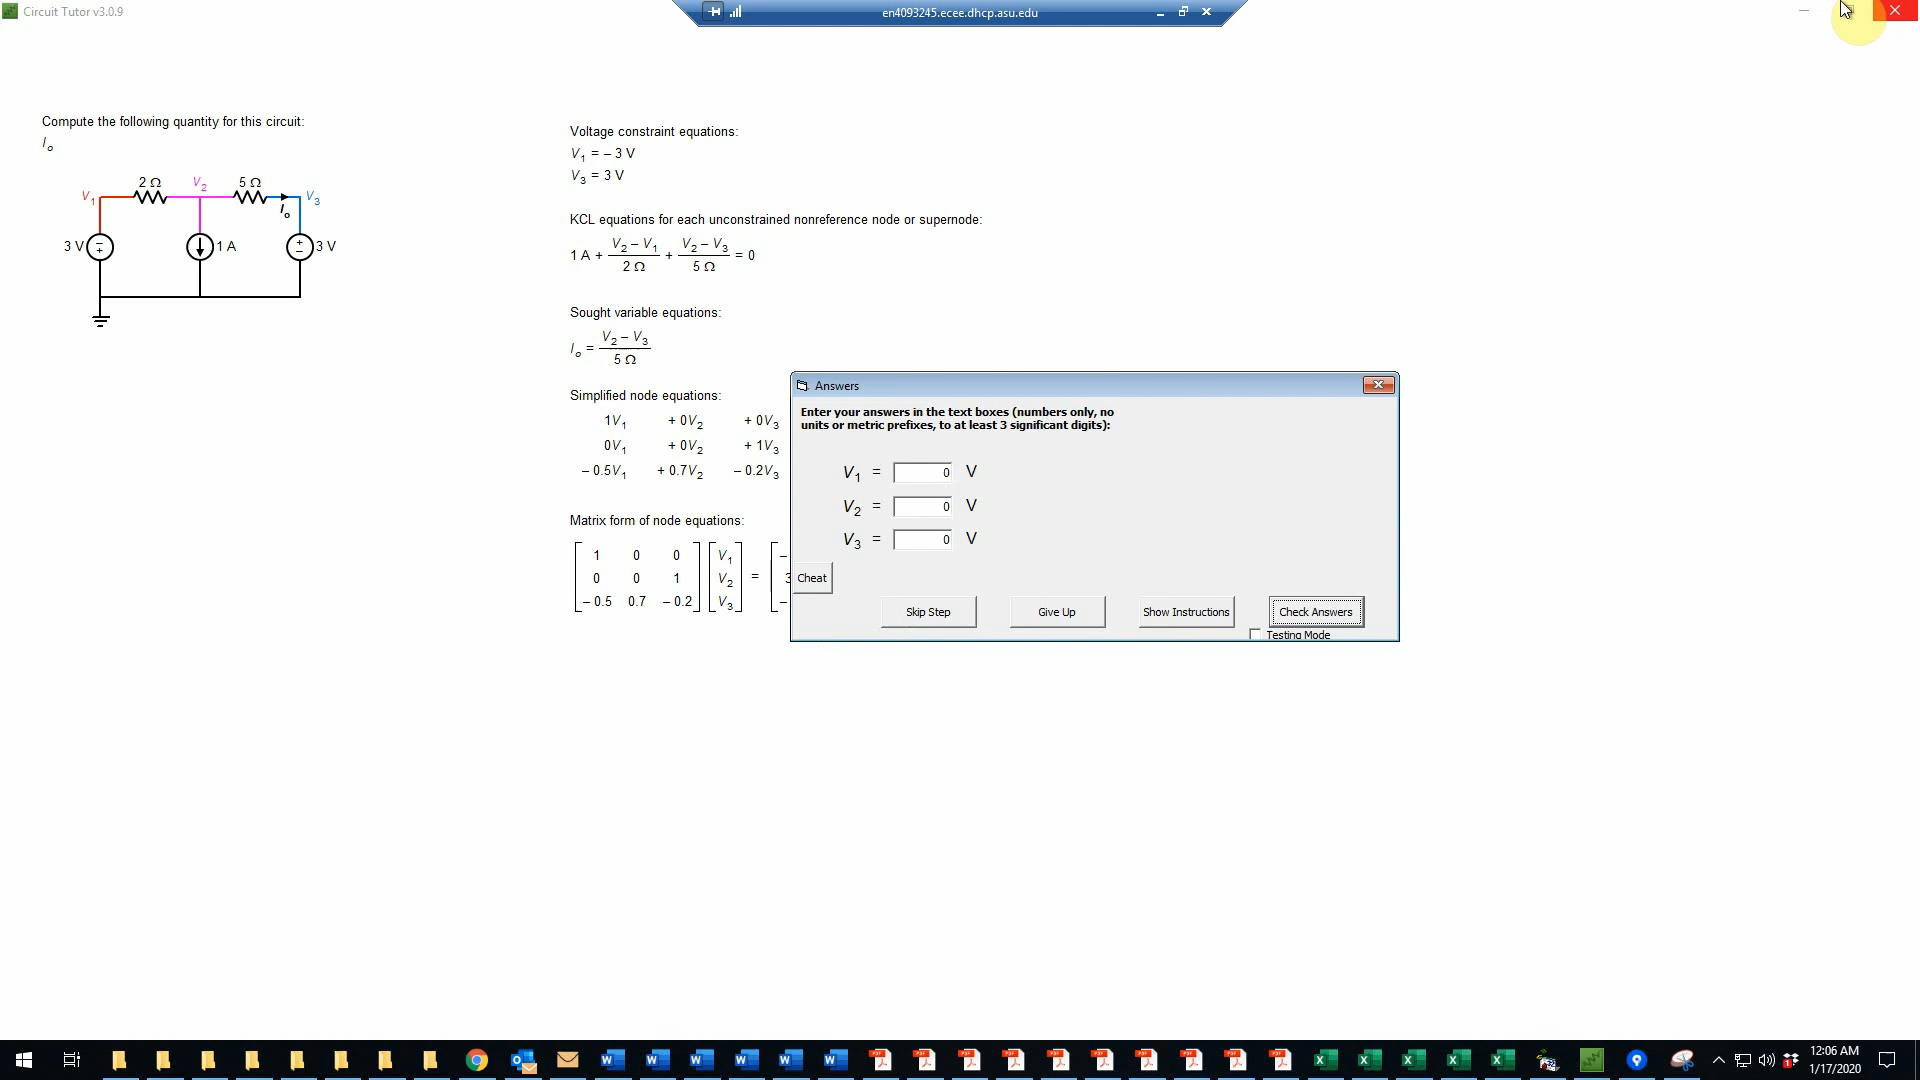 Circuit Tutor v3.0.9
en4093245.ecee.dhcp.asu.edu
Compute the following quantity for this circuit:
Io
2 Ω V2 5 Ω
V1 V3
Io
3 V − + 1 A + − 3 V
Voltage constraint equations:
V1 = – 3 V
V3 = 3 V
KCL equations for each unconstrained nonreference node or supernode:
1 A + (V2 – V1)/(2 Ω) + (V2 – V3)/(5 Ω) = 0
Sought variable equations:
Io = (V2 – V3)/(5 Ω)
Simplified node equations:
1V1 + 0V2 + 0V3
0V1 + 0V2 + 1V3
– 0.5V1 + 0.7V2 – 0.2V3
Matrix form of node equations:
1 0 0 V1 –
0 0 1 V2 = 3
– 0.5 0.7 – 0.2 V3 –
Answers
Enter your answers in the text boxes (numbers only, no
units or metric prefixes, to at least 3 significant digits):
V1 = 0 V
V2 = 0 V
V3 = 0 V
Cheat
Skip Step Give Up Show Instructions Check Answers
Testing Mode
12:06 AM
1/17/2020